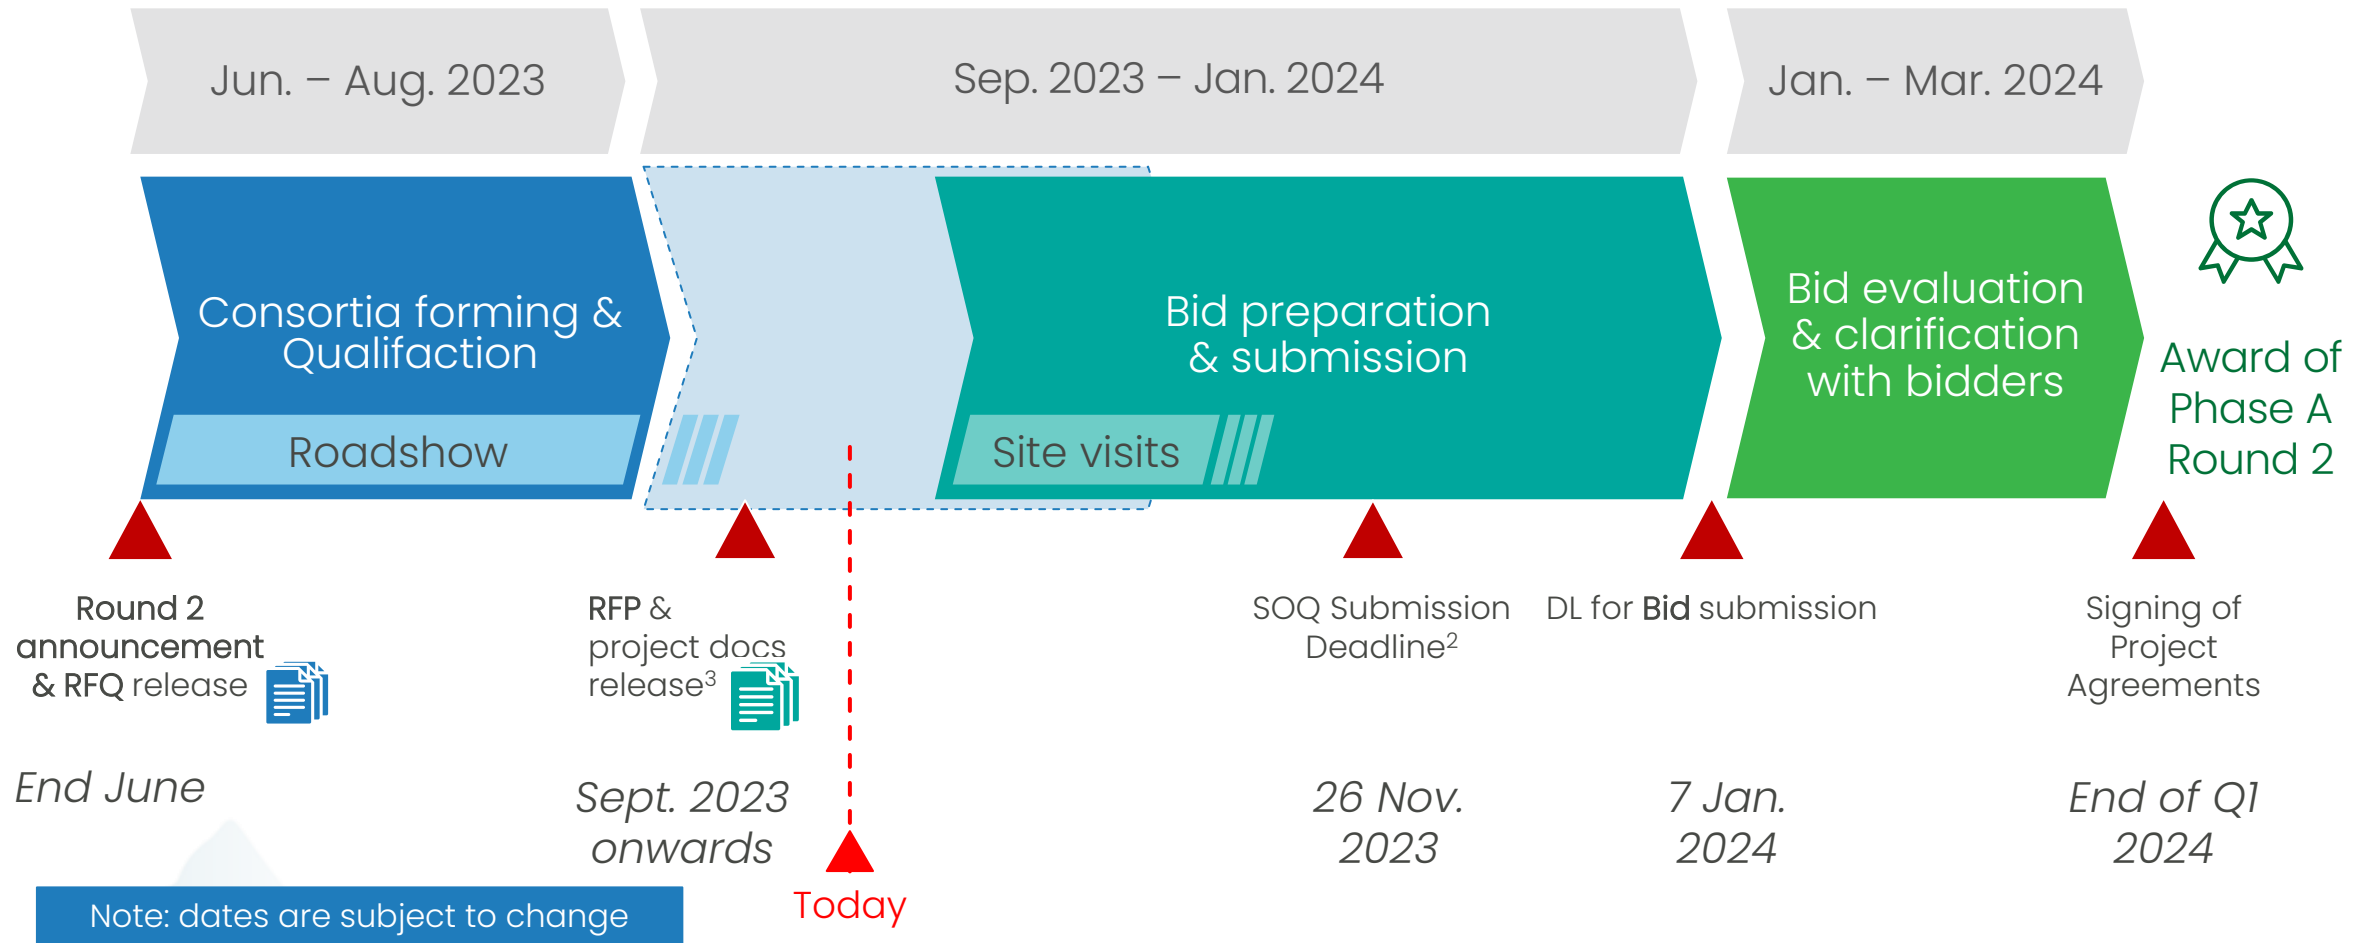 Jun. – Aug. 2023
Sep. 2023 – Jan. 2024
Jan. – Mar. 2024
Consortia forming &
Qualifaction
Roadshow
Bid preparation
& submission
Site visits
Bid evaluation
& clarification
with bidders
Award of
Phase A
Round 2
Round 2
announcement
& RFQ release
End June
RFP &
project docs
release³
Sept. 2023
onwards
Today
SOQ Submission
Deadline²
26 Nov.
2023
DL for Bid submission
7 Jan.
2024
Signing of
Project
Agreements
End of Q1
2024
Note: dates are subject to change